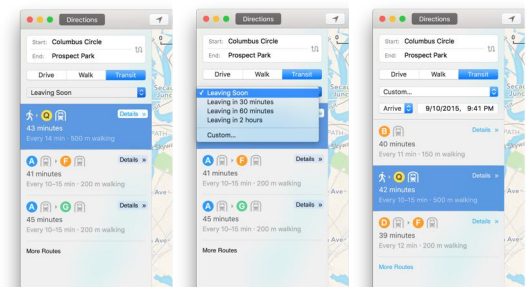 Directions
Start: Columbus Circle
End: Prospect Park
Drive Walk Transit
Leaving Soon
Q Details »
43 minutes
Every 14 min · 500 m walking
A F Details »
41 minutes
Every 10–15 min · 200 m walking
A G Details »
45 minutes
Every 10–15 min · 200 m walking
More Routes
Directions
Start: Columbus Circle
End: Prospect Park
Drive Walk Transit
✓ Leaving Soon
Leaving in 30 minutes
Leaving in 60 minutes
Leaving in 2 hours
Custom...
A F Details »
41 minutes
Every 10–15 min · 200 m walking
A G Details »
45 minutes
Every 10–15 min · 200 m walking
More Routes
Directions
Start: Columbus Circle
End: Prospect Park
Drive Walk Transit
Custom...
Arrive 9/10/2015, 9:41 PM
B Details »
40 minutes
Every 11 min · 150 m walking
Q Details »
42 minutes
Every 10–15 min · 500 m walking
D F Details »
39 minutes
Every 12 min · 200 m walking
More Routes